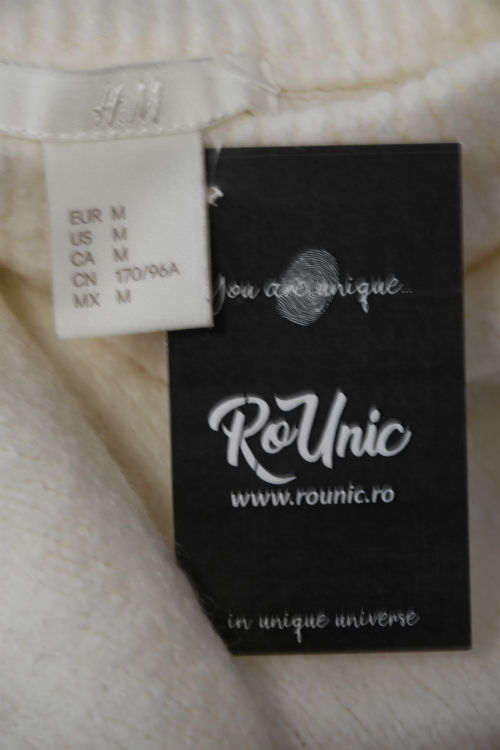 H&M
EUR M
US M
CA M
CN 170/96A
MX M
You are unique...
RoUnic
www.rounic.ro
in unique universe